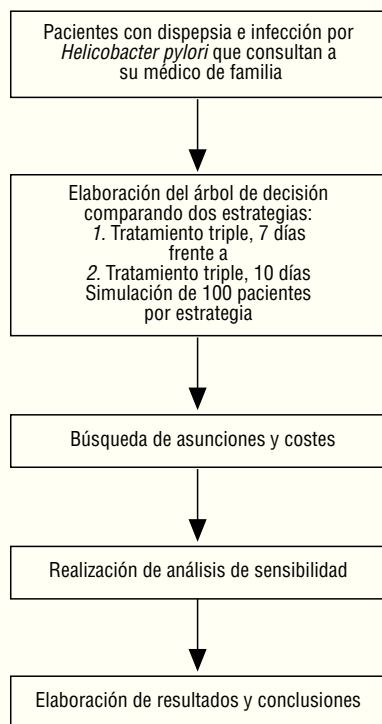 Pacientes con dispepsia e infección por
Helicobacter pylori que consultan a
su médico de familia
Elaboración del árbol de decisión
comparando dos estrategias:
1. Tratamiento triple, 7 días
frente a
2. Tratamiento triple, 10 días
Simulación de 100 pacientes
por estrategia
Búsqueda de asunciones y costes
Realización de análisis de sensibilidad
Elaboración de resultados y conclusiones